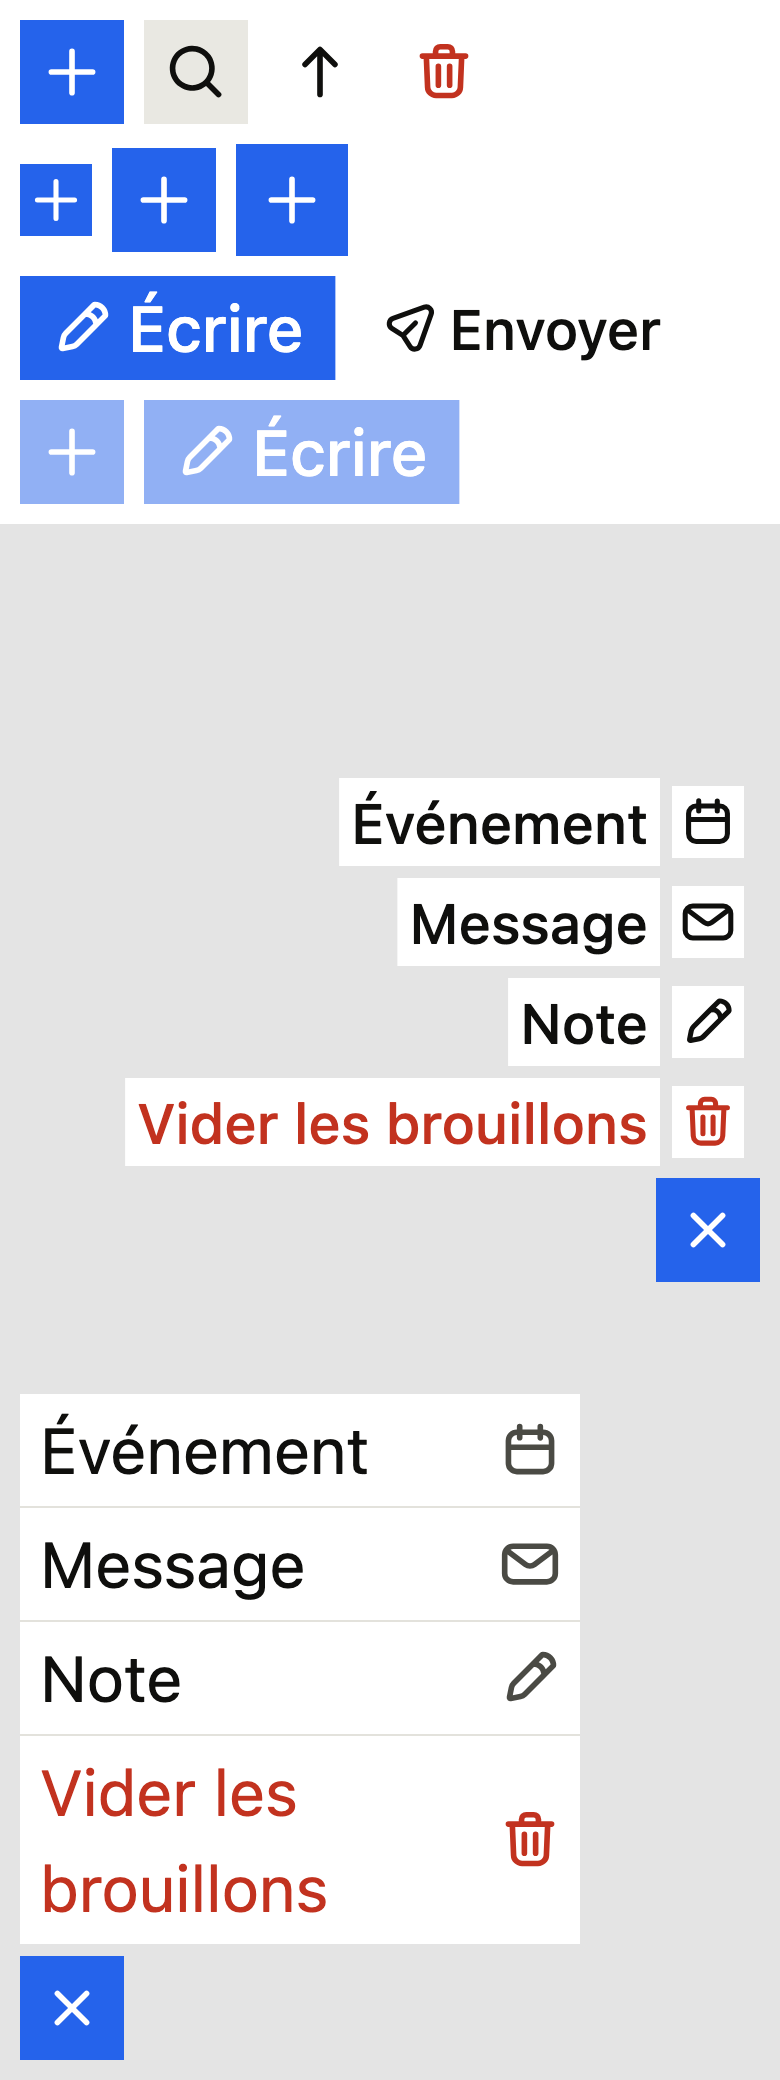 Écrire
Envoyer
Écrire
Événement
Message
Note
Vider les brouillons
Événement
Message
Note
Vider les
brouillons